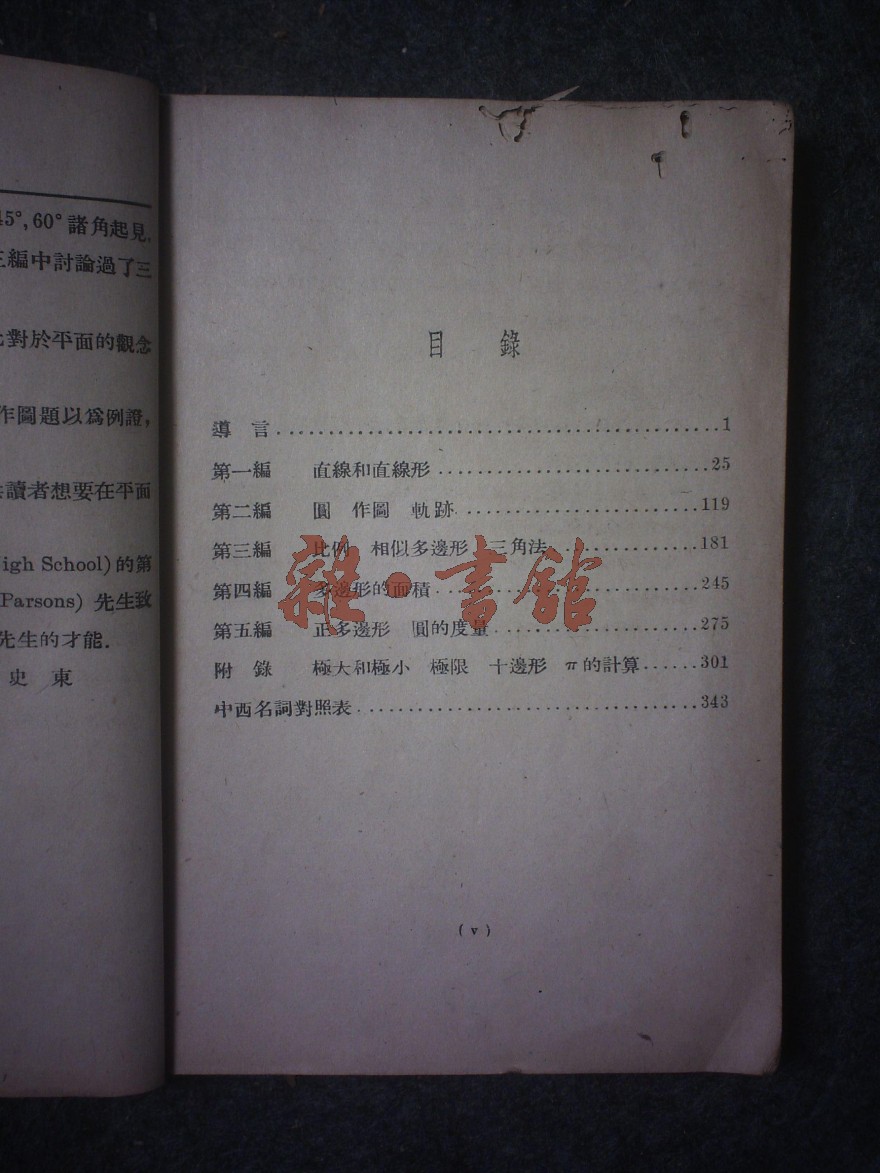 45°, 60° 諸角起見,
編中討論過了三
對於平面的觀念
作圖題以爲例證,
讀者想要在平面
High School) 的第
Parsons) 先生致
先生的才能.
史 東
目 錄
導 言 1
第一編 直線和直線形 25
第二編 圓 作圖 軌跡 119
第三編 比例 相似多邊形 三角法 181
第四編 多邊形的面積 245
第五編 正多邊形 圓的度量 275
附 錄 極大和極小 極限 十邊形 π的計算 301
中西名詞對照表 343
雜·書館
(v)